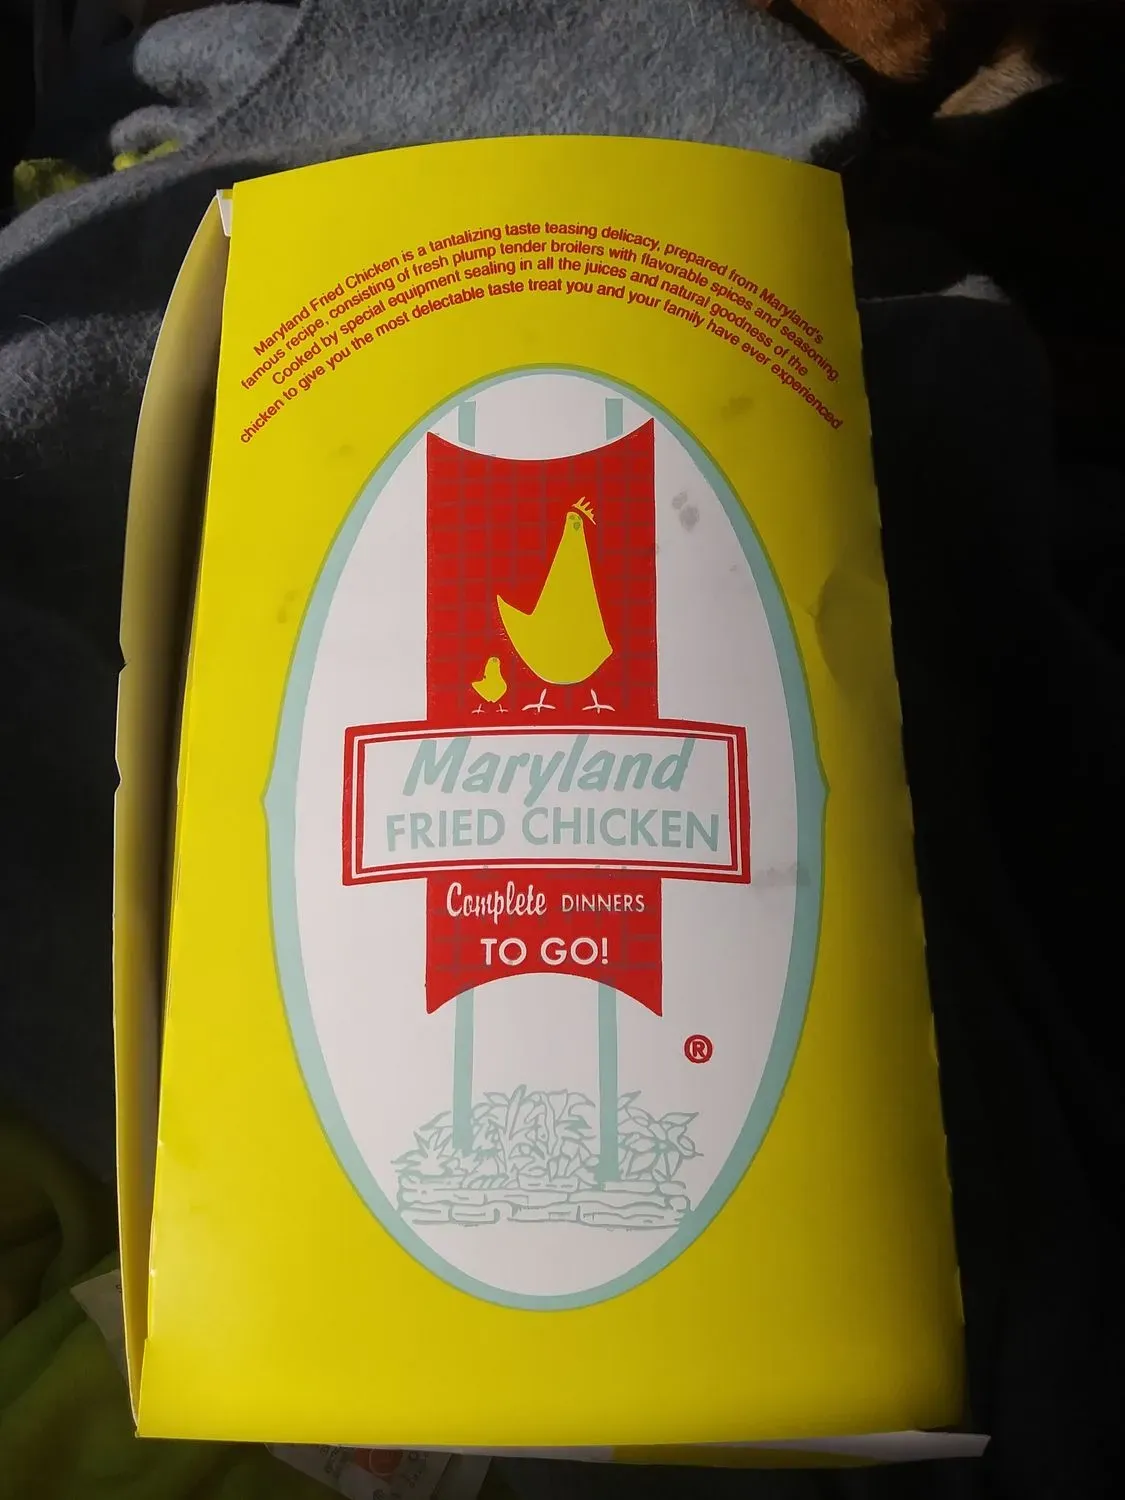 Maryland Fried Chicken is a tantalizing taste teasing delicacy, prepared from Maryland's
famous recipe, consisting of fresh plump tender broilers with flavorable spices and seasoning.
Cooked by special equipment sealing in all the juices and natural goodness of the
chicken to give you the most delectable taste treat you and your family have ever experienced
Maryland
FRIED CHICKEN
Complete DINNERS
TO GO!
®